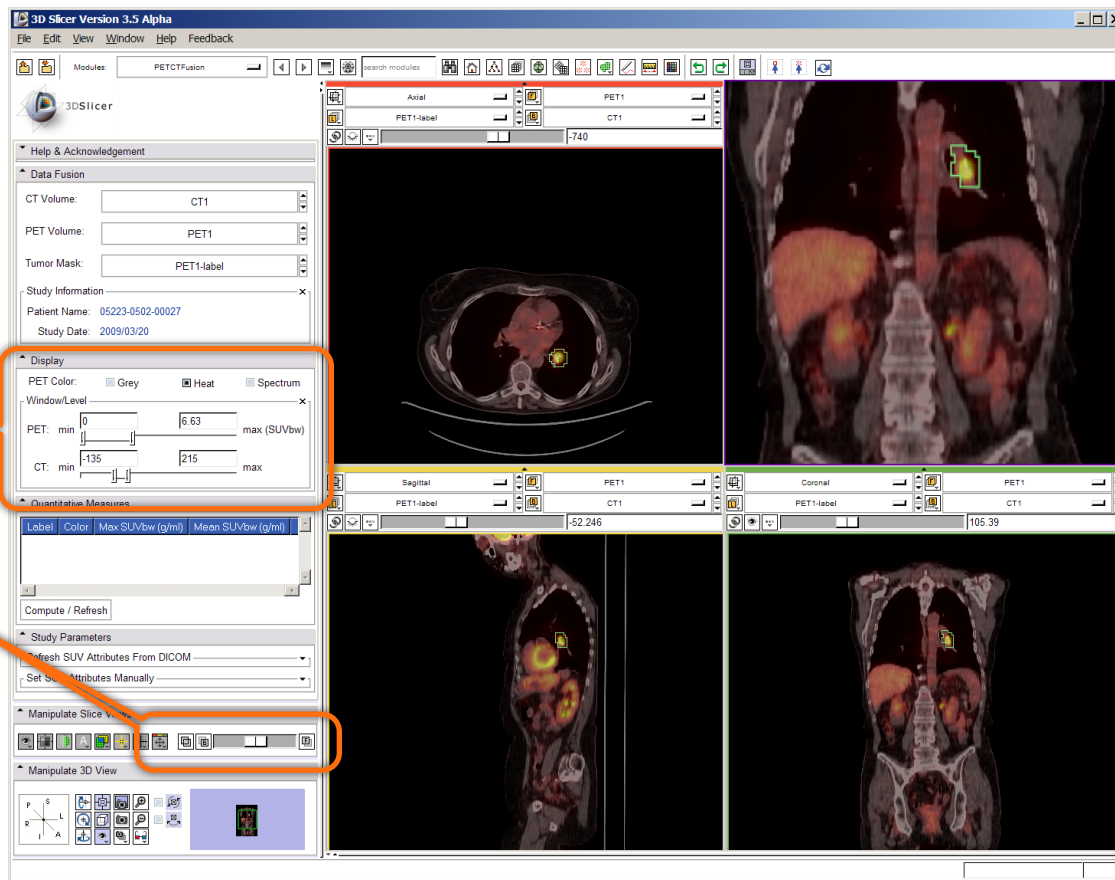 3D Slicer Version 3.5 Alpha
File Edit View Window Help Feedback
Modules: PETCTFusion search modules
3DSlicer
Help & Acknowledgement
Data Fusion
CT Volume: CT1
PET Volume: PET1
Tumor Mask: PET1-label
Study Information
Patient Name: 05223-0502-00027
Study Date: 2009/03/20
Display
PET Color: Grey Heat Spectrum
Window/Level
PET: min 0 6.63 max (SUVbw)
CT: min -135 215 max
Quantitative Measures
Label Color Max SUVbw (g/ml) Mean SUVbw (g/ml)
Compute / Refresh
Study Parameters
Refresh SUV Attributes From DICOM
Set SUV Attributes Manually
Manipulate Slice Views
Manipulate 3D View
P S
R L
I A
Axial PET1
PET1-label CT1
-740
Sagittal PET1
PET1-label CT1
-52.246
Coronal PET1
PET1-label CT1
105.39